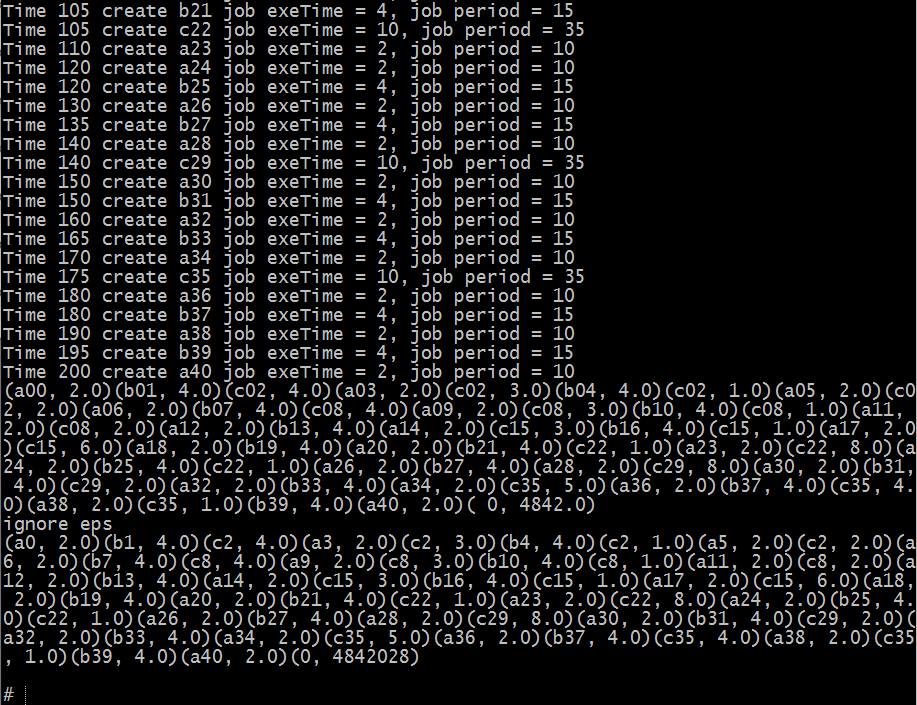 Time 105 create b21 job exeTime = 4, job period = 15
Time 105 create c22 job exeTime = 10, job period = 35
Time 110 create a23 job exeTime = 2, job period = 10
Time 120 create a24 job exeTime = 2, job period = 10
Time 120 create b25 job exeTime = 4, job period = 15
Time 130 create a26 job exeTime = 2, job period = 10
Time 135 create b27 job exeTime = 4, job period = 15
Time 140 create a28 job exeTime = 2, job period = 10
Time 140 create c29 job exeTime = 10, job period = 35
Time 150 create a30 job exeTime = 2, job period = 10
Time 150 create b31 job exeTime = 4, job period = 15
Time 160 create a32 job exeTime = 2, job period = 10
Time 165 create b33 job exeTime = 4, job period = 15
Time 170 create a34 job exeTime = 2, job period = 10
Time 175 create c35 job exeTime = 10, job period = 35
Time 180 create a36 job exeTime = 2, job period = 10
Time 180 create b37 job exeTime = 4, job period = 15
Time 190 create a38 job exeTime = 2, job period = 10
Time 195 create b39 job exeTime = 4, job period = 15
Time 200 create a40 job exeTime = 2, job period = 10
(a00, 2.0)(b01, 4.0)(c02, 4.0)(a03, 2.0)(c02, 3.0)(b04, 4.0)(c02, 1.0)(a05, 2.0)(c0
2, 2.0)(a06, 2.0)(b07, 4.0)(c08, 4.0)(a09, 2.0)(c08, 3.0)(b10, 4.0)(c08, 1.0)(a11, 
2.0)(c08, 2.0)(a12, 2.0)(b13, 4.0)(a14, 2.0)(c15, 3.0)(b16, 4.0)(c15, 1.0)(a17, 2.0
)(c15, 6.0)(a18, 2.0)(b19, 4.0)(a20, 2.0)(b21, 4.0)(c22, 1.0)(a23, 2.0)(c22, 8.0)(a
24, 2.0)(b25, 4.0)(c22, 1.0)(a26, 2.0)(b27, 4.0)(a28, 2.0)(c29, 8.0)(a30, 2.0)(b31,
 4.0)(c29, 2.0)(a32, 2.0)(b33, 4.0)(a34, 2.0)(c35, 5.0)(a36, 2.0)(b37, 4.0)(c35, 4.
0)(a38, 2.0)(c35, 1.0)(b39, 4.0)(a40, 2.0)( 0, 4842.0)
ignore eps
(a0, 2.0)(b1, 4.0)(c2, 4.0)(a3, 2.0)(c2, 3.0)(b4, 4.0)(c2, 1.0)(a5, 2.0)(c2, 2.0)(a
6, 2.0)(b7, 4.0)(c8, 4.0)(a9, 2.0)(c8, 3.0)(b10, 4.0)(c8, 1.0)(a11, 2.0)(c8, 2.0)(a
12, 2.0)(b13, 4.0)(a14, 2.0)(c15, 3.0)(b16, 4.0)(c15, 1.0)(a17, 2.0)(c15, 6.0)(a18,
 2.0)(b19, 4.0)(a20, 2.0)(b21, 4.0)(c22, 1.0)(a23, 2.0)(c22, 8.0)(a24, 2.0)(b25, 4.
0)(c22, 1.0)(a26, 2.0)(b27, 4.0)(a28, 2.0)(c29, 8.0)(a30, 2.0)(b31, 4.0)(c29, 2.0)(
a32, 2.0)(b33, 4.0)(a34, 2.0)(c35, 5.0)(a36, 2.0)(b37, 4.0)(c35, 4.0)(a38, 2.0)(c35
, 1.0)(b39, 4.0)(a40, 2.0)(0, 4842028)
#